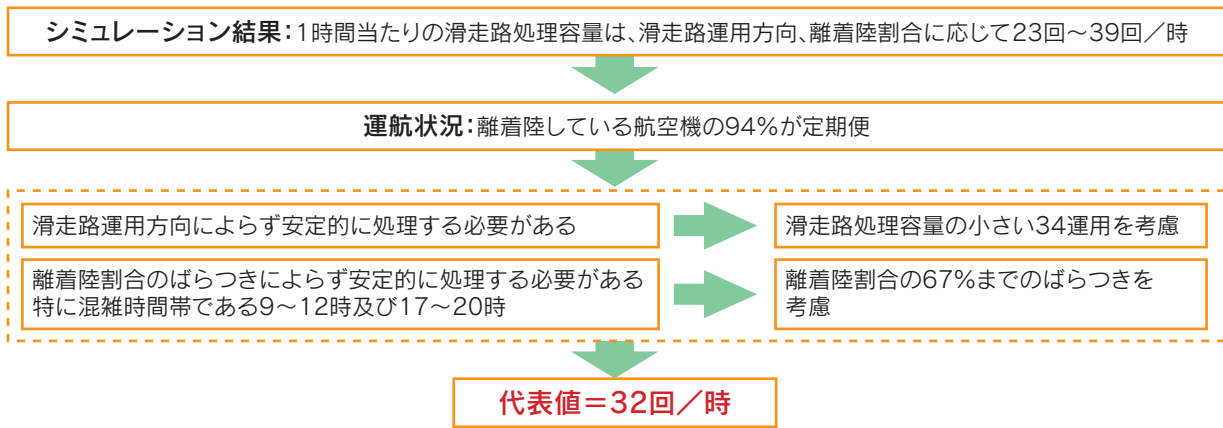 シミュレーション結果:1時間当たりの滑走路処理容量は、滑走路運用方向、離着陸割合に応じて23回～39回／時
運航状況:離着陸している航空機の94%が定期便
滑走路運用方向によらず安定的に処理する必要がある
滑走路処理容量の小さい34運用を考慮
離着陸割合のばらつきによらず安定的に処理する必要がある
特に混雑時間帯である9～12時及び17～20時
離着陸割合の67%までのばらつきを
考慮
代表値＝32回／時